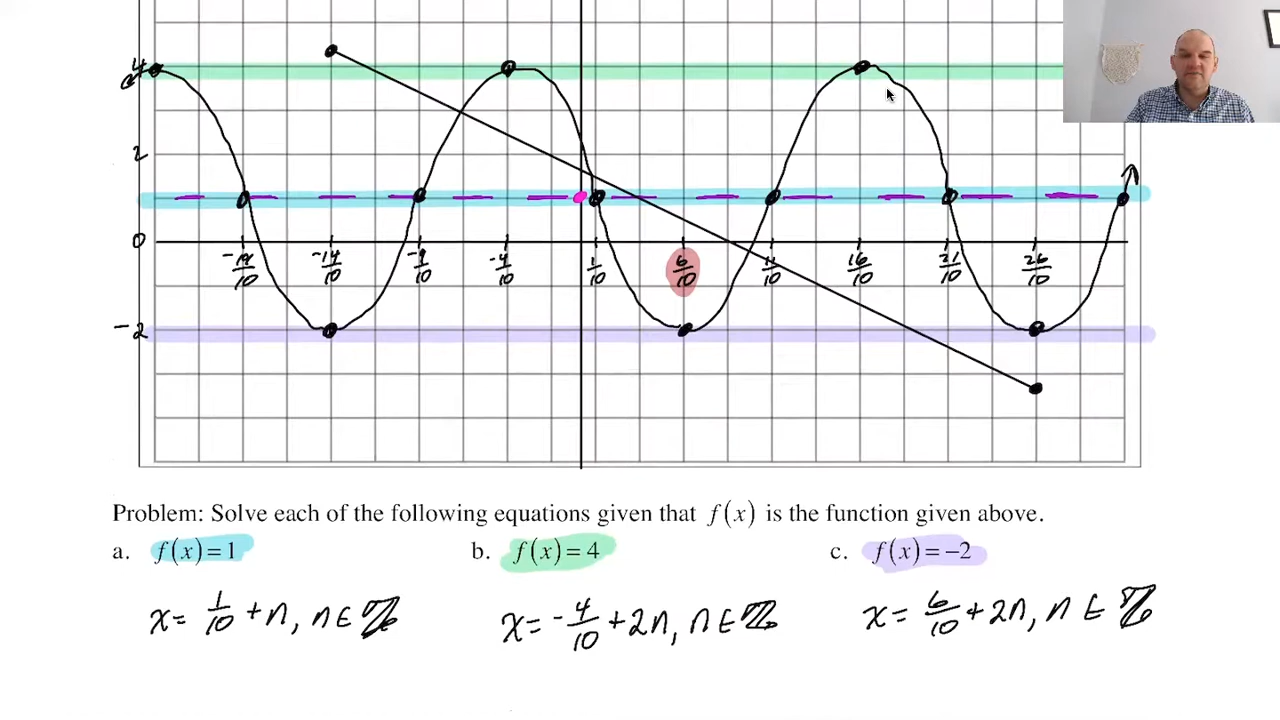 4
2
0
-19/10 -14/10 -9/10 -4/10 1/10 6/10 11/10 16/10 21/10 26/10
-2
Problem: Solve each of the following equations given that f(x) is the function given above.
a. f(x)=1 b. f(x)=4 c. f(x)=-2
x= 1/10 +n, n∈ℤ x= -4/10 +2n, n∈ℤ x= 6/10 +2n, n∈ℤ